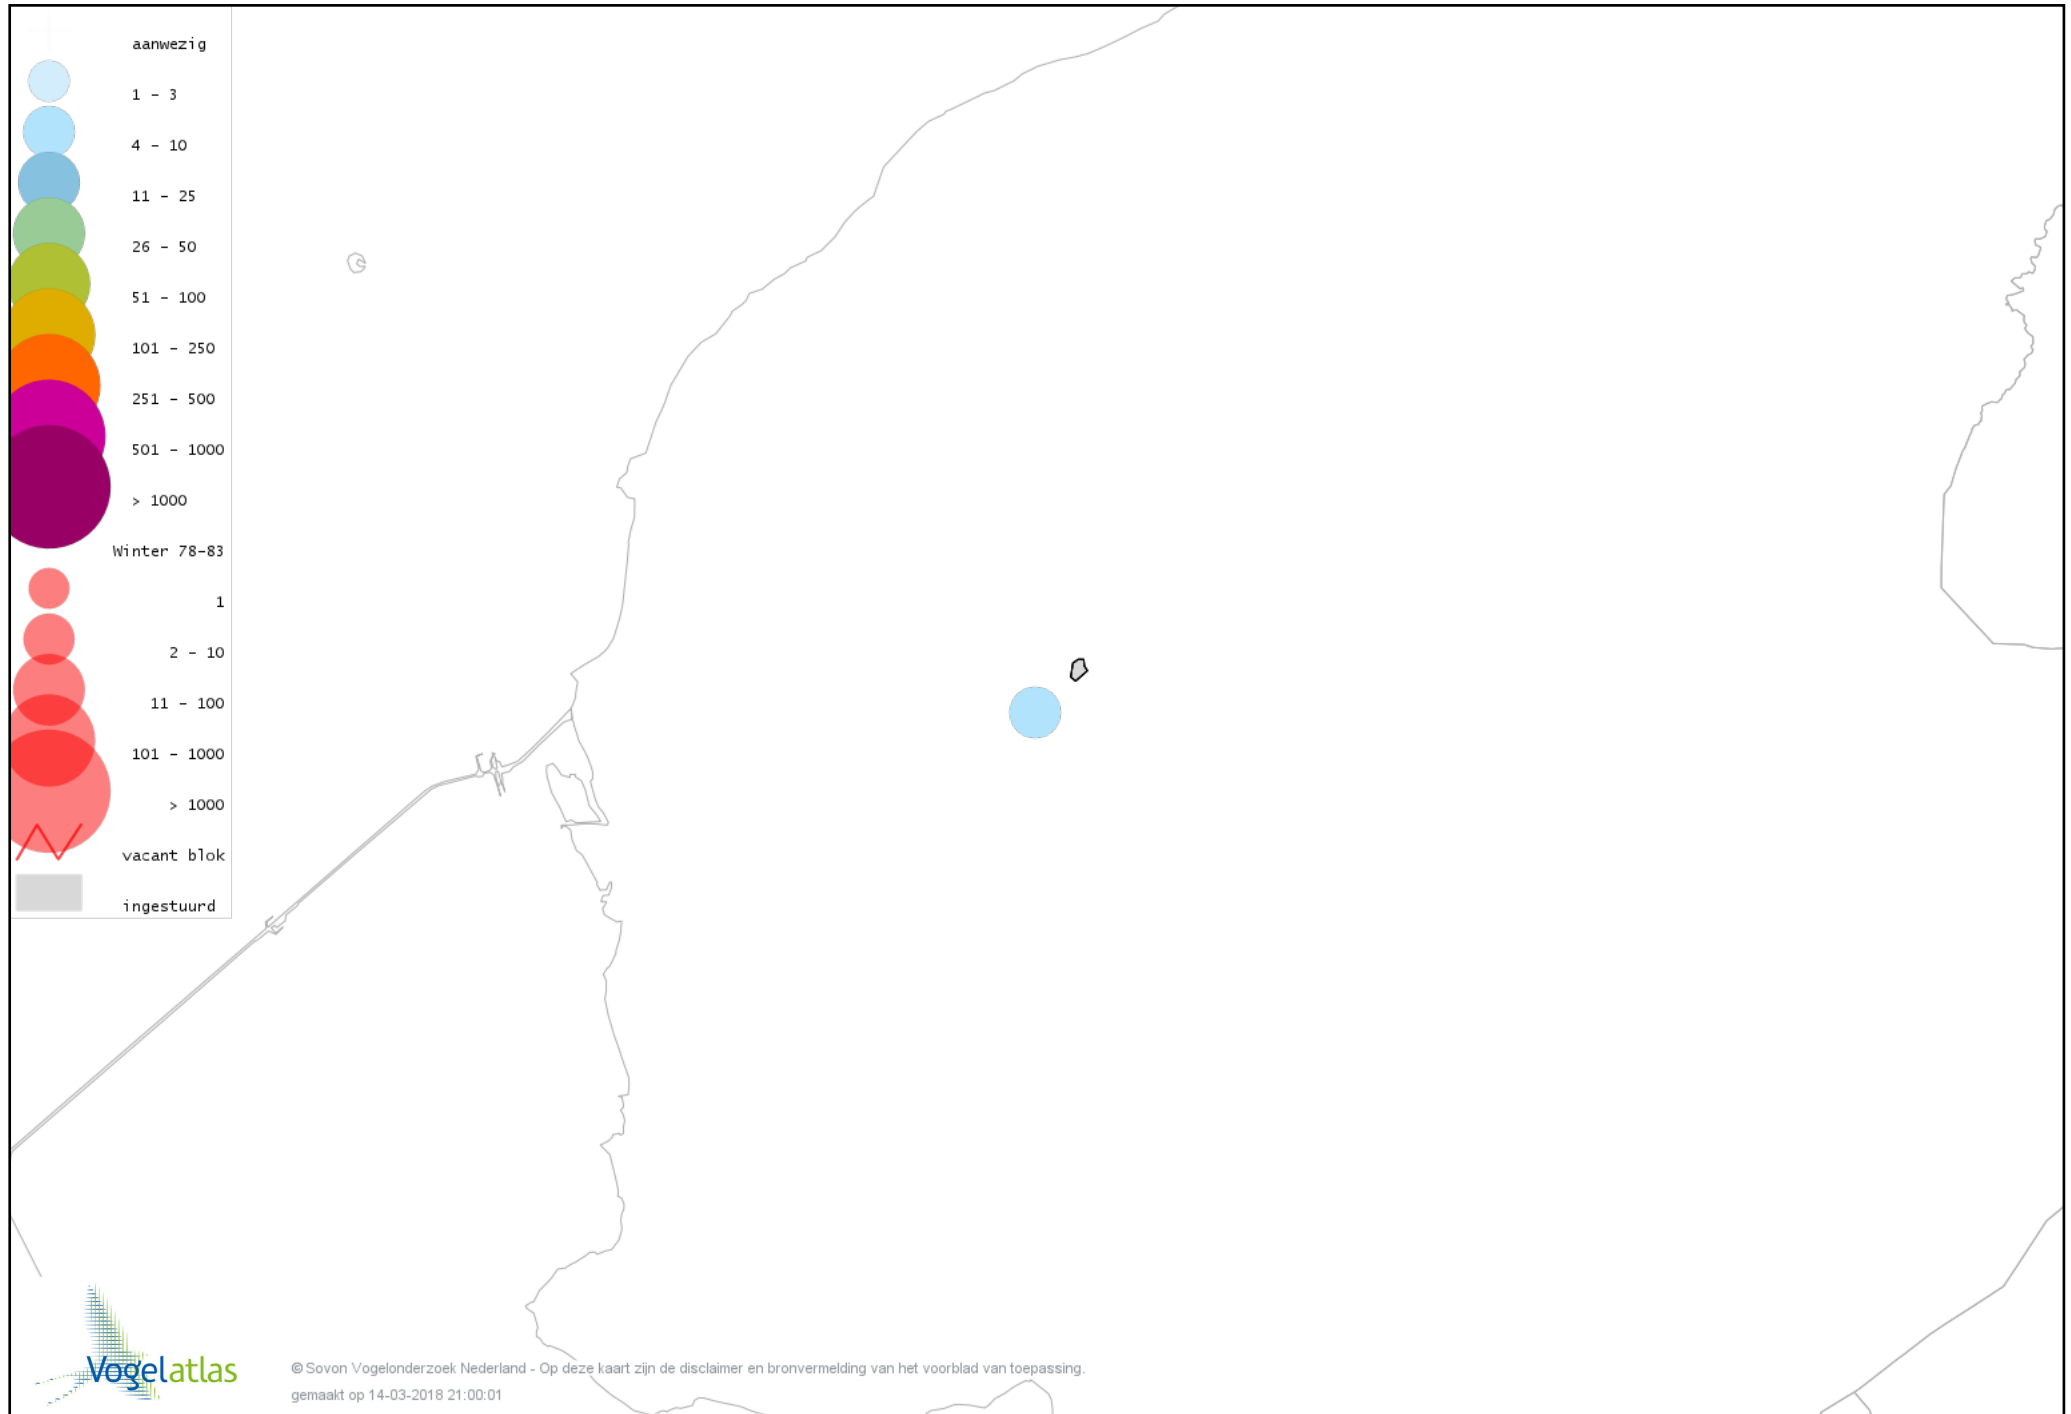 aanwezig
1 – 3
4 – 10
11 – 25
26 – 50
51 – 100
101 – 250
251 – 500
501 – 1000
> 1000
Winter 78–83
1
2 – 10
11 – 100
101 – 1000
> 1000
vacant blok
ingestuurd
Vogelatlas
© Sovon Vogelonderzoek Nederland - Op deze kaart zijn de disclaimer en bronvermelding van het voorblad van toepassing.
gemaakt op 14-03-2018 21:00:01